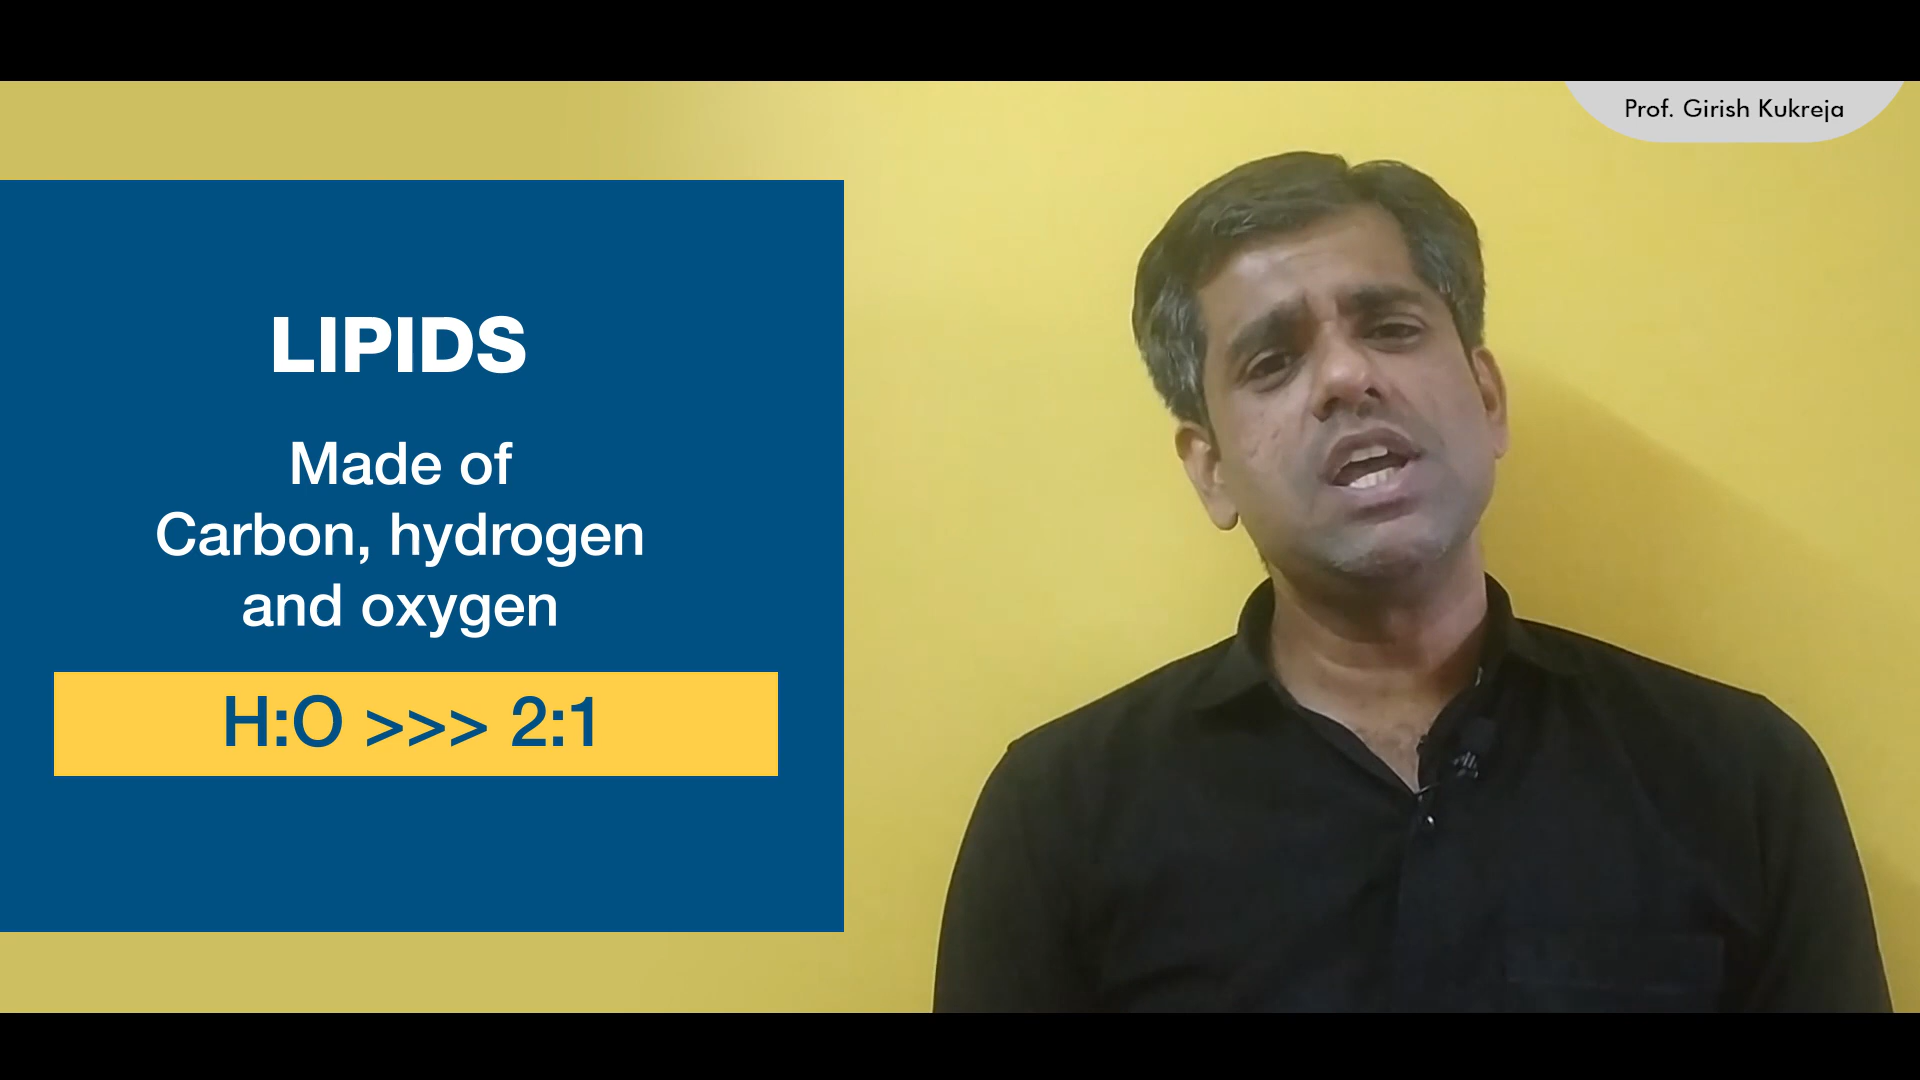 Prof. Girish Kukreja
LIPIDS
Made of
Carbon, hydrogen
and oxygen
H:O >>> 2:1